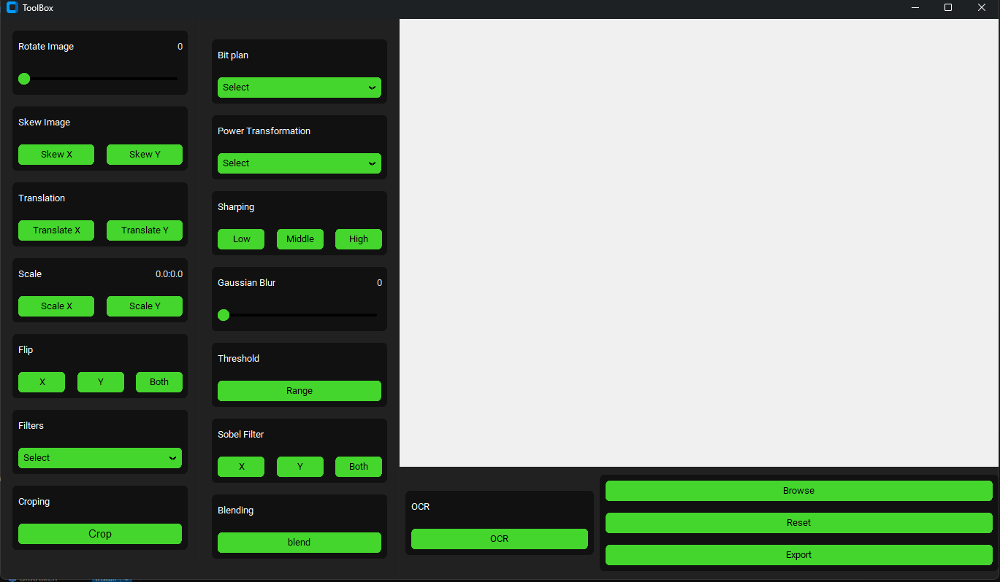 ToolBox
Rotate Image 0
Skew Image
Skew X Skew Y
Translation
Translate X Translate Y
Scale 0.0:0.0
Scale X Scale Y
Flip
X Y Both
Filters
Select
Croping
Crop
Bit plan
Select
Power Transformation
Select
Sharping
Low Middle High
Gaussian Blur 0
Threshold
Range
Sobel Filter
X Y Both
Blending
blend
OCR
OCR
Browse
Reset
Export